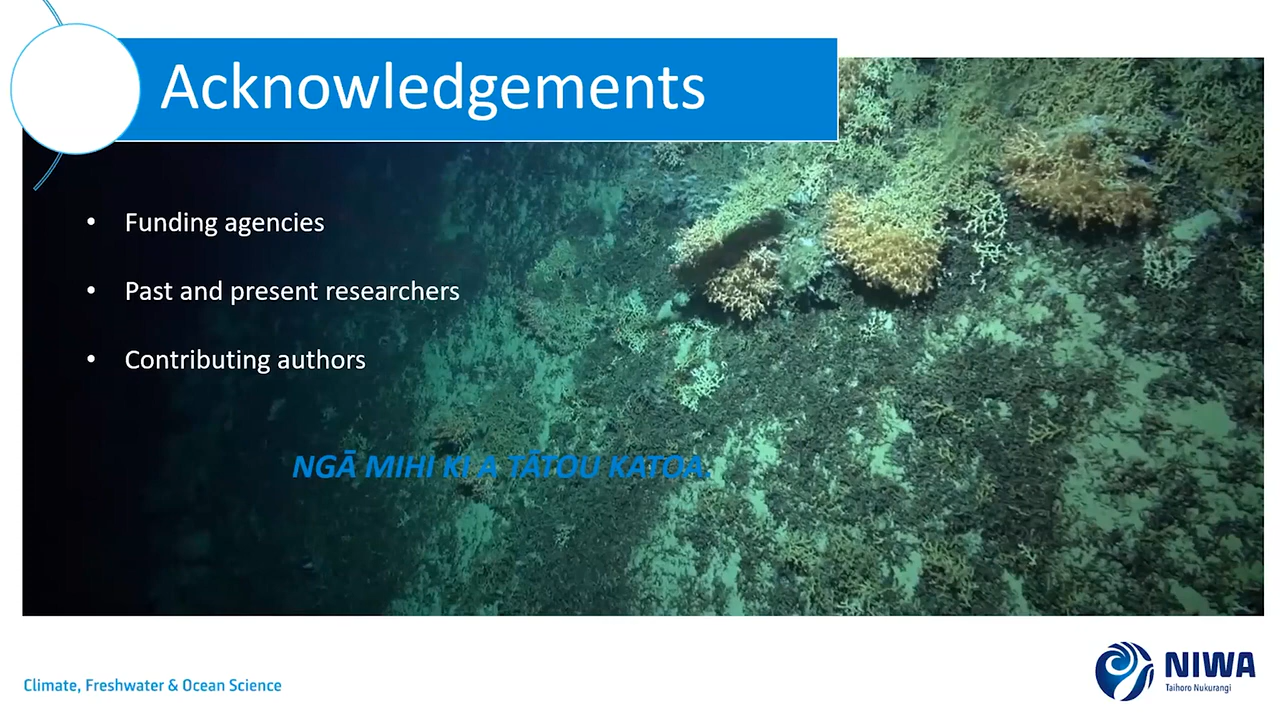 Acknowledgements
• Funding agencies
• Past and present researchers
• Contributing authors
NGĀ MIHI KI A TĀTOU KATOA.
Climate, Freshwater & Ocean Science
NIWA
Taihoro Nukurangi